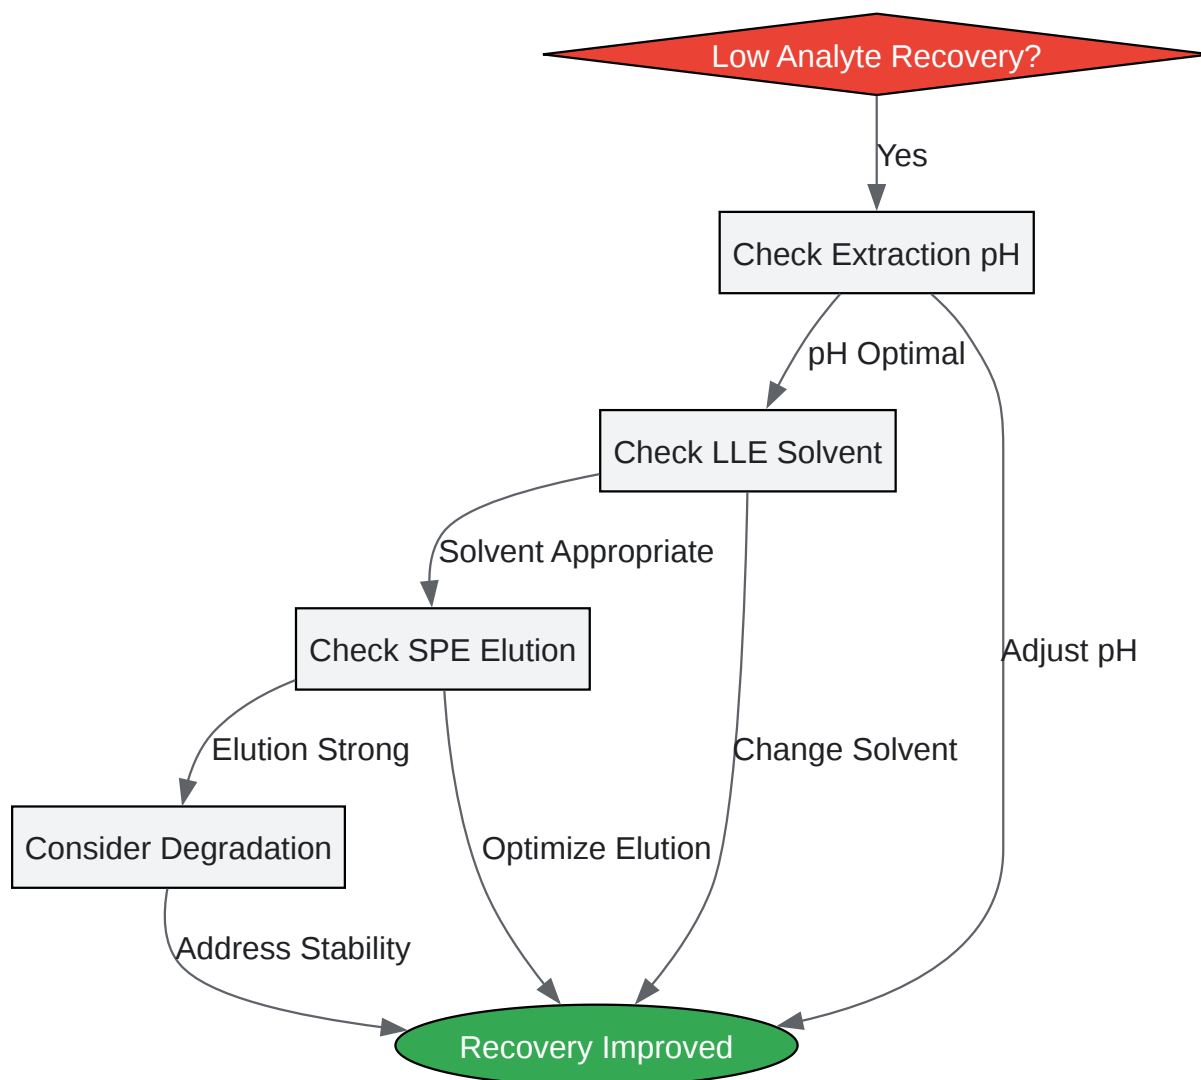 Low Analyte Recovery?
Yes
Check Extraction pH
pH Optimal
Check LLE Solvent
Solvent Appropriate
Check SPE Elution
Adjust pH
Elution Strong
Change Solvent
Consider Degradation
Optimize Elution
Address Stability
Recovery Improved